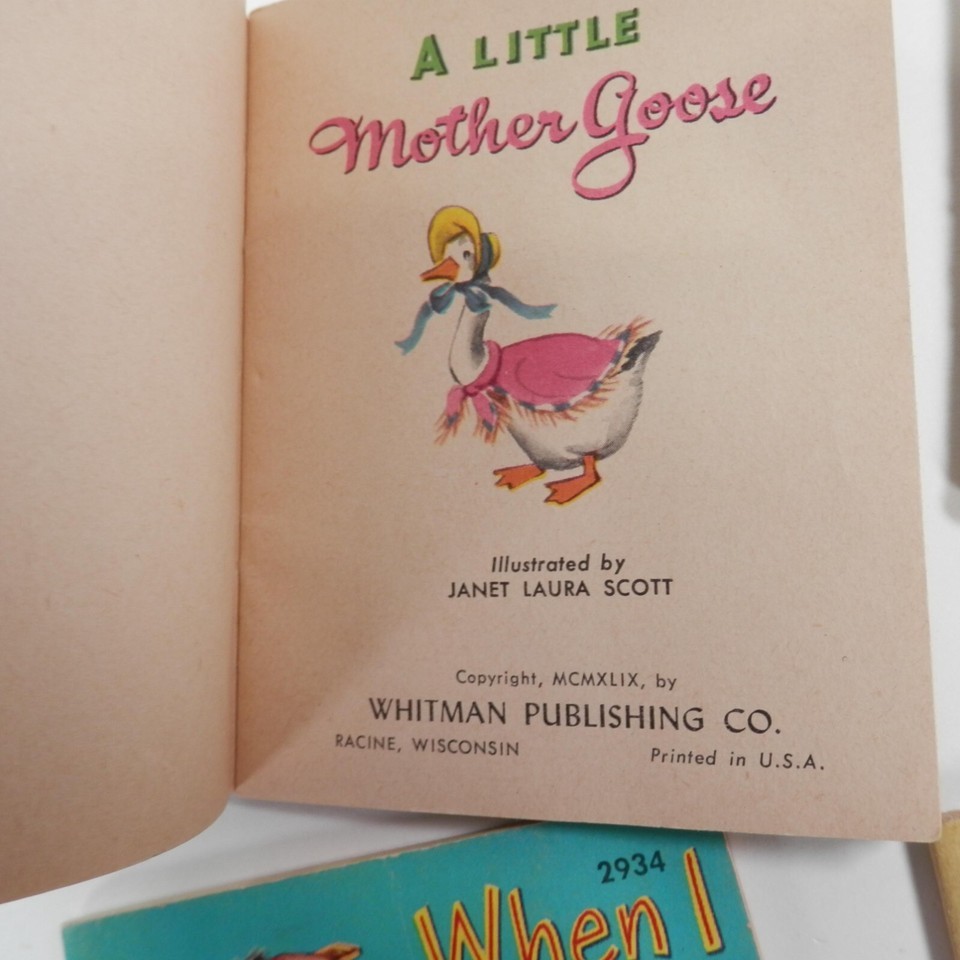 A LITTLE
Mother Goose
Illustrated by
JANET LAURA SCOTT
Copyright, MCMXLIX, by
WHITMAN PUBLISHING CO.
RACINE, WISCONSIN Printed in U.S.A.
2934
When I